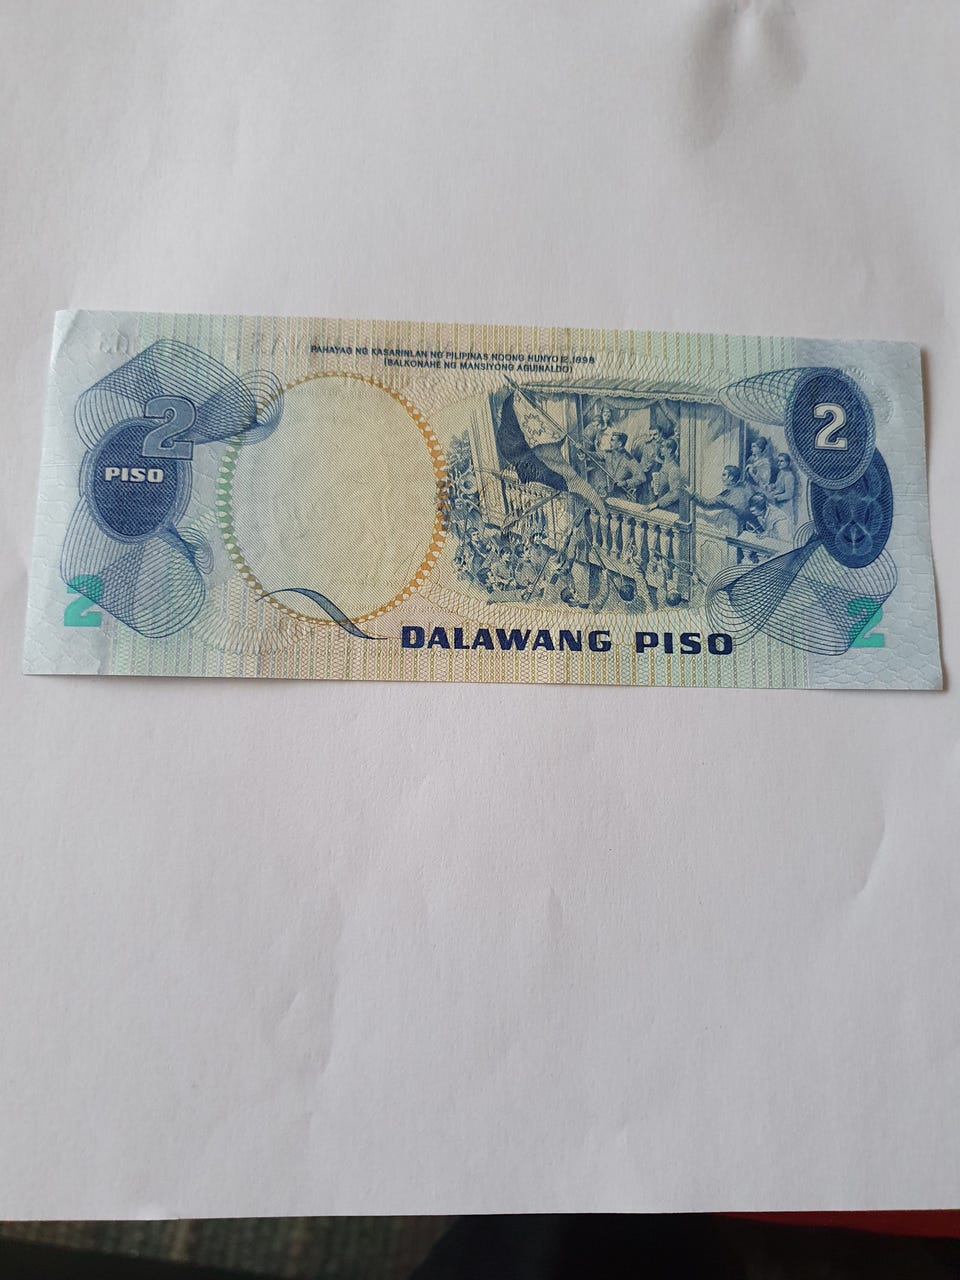 PAHAYAG NG KASARINLAN NG PILIPINAS NOONG HUNYO 12, 1898
(BALKONAHE NG MANSIYONG AGUINALDO)
2
PISO
2
2
2
DALAWANG PISO